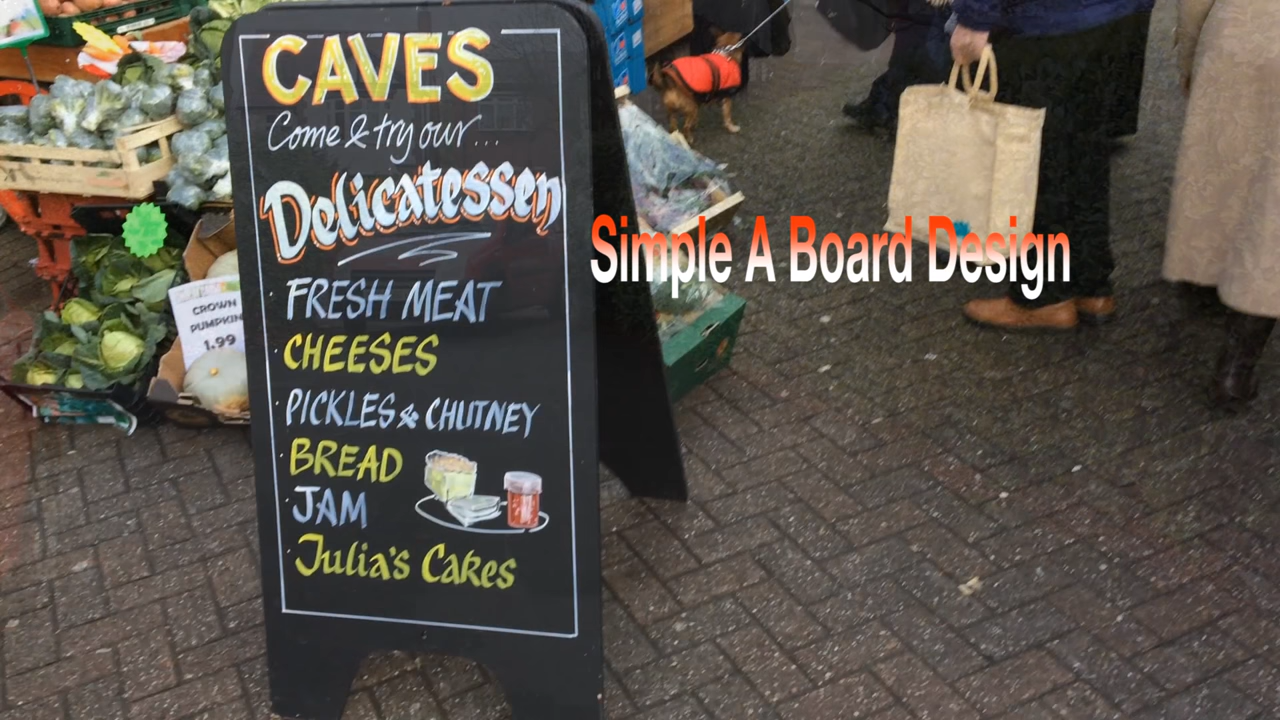 CAVES
Come & try our...
Delicatessen
FRESH MEAT
CHEESES
PICKLES & CHUTNEY
BREAD
JAM
Julia's Cakes
CROWN
PUMPKIN
1.99
Simple A Board Design